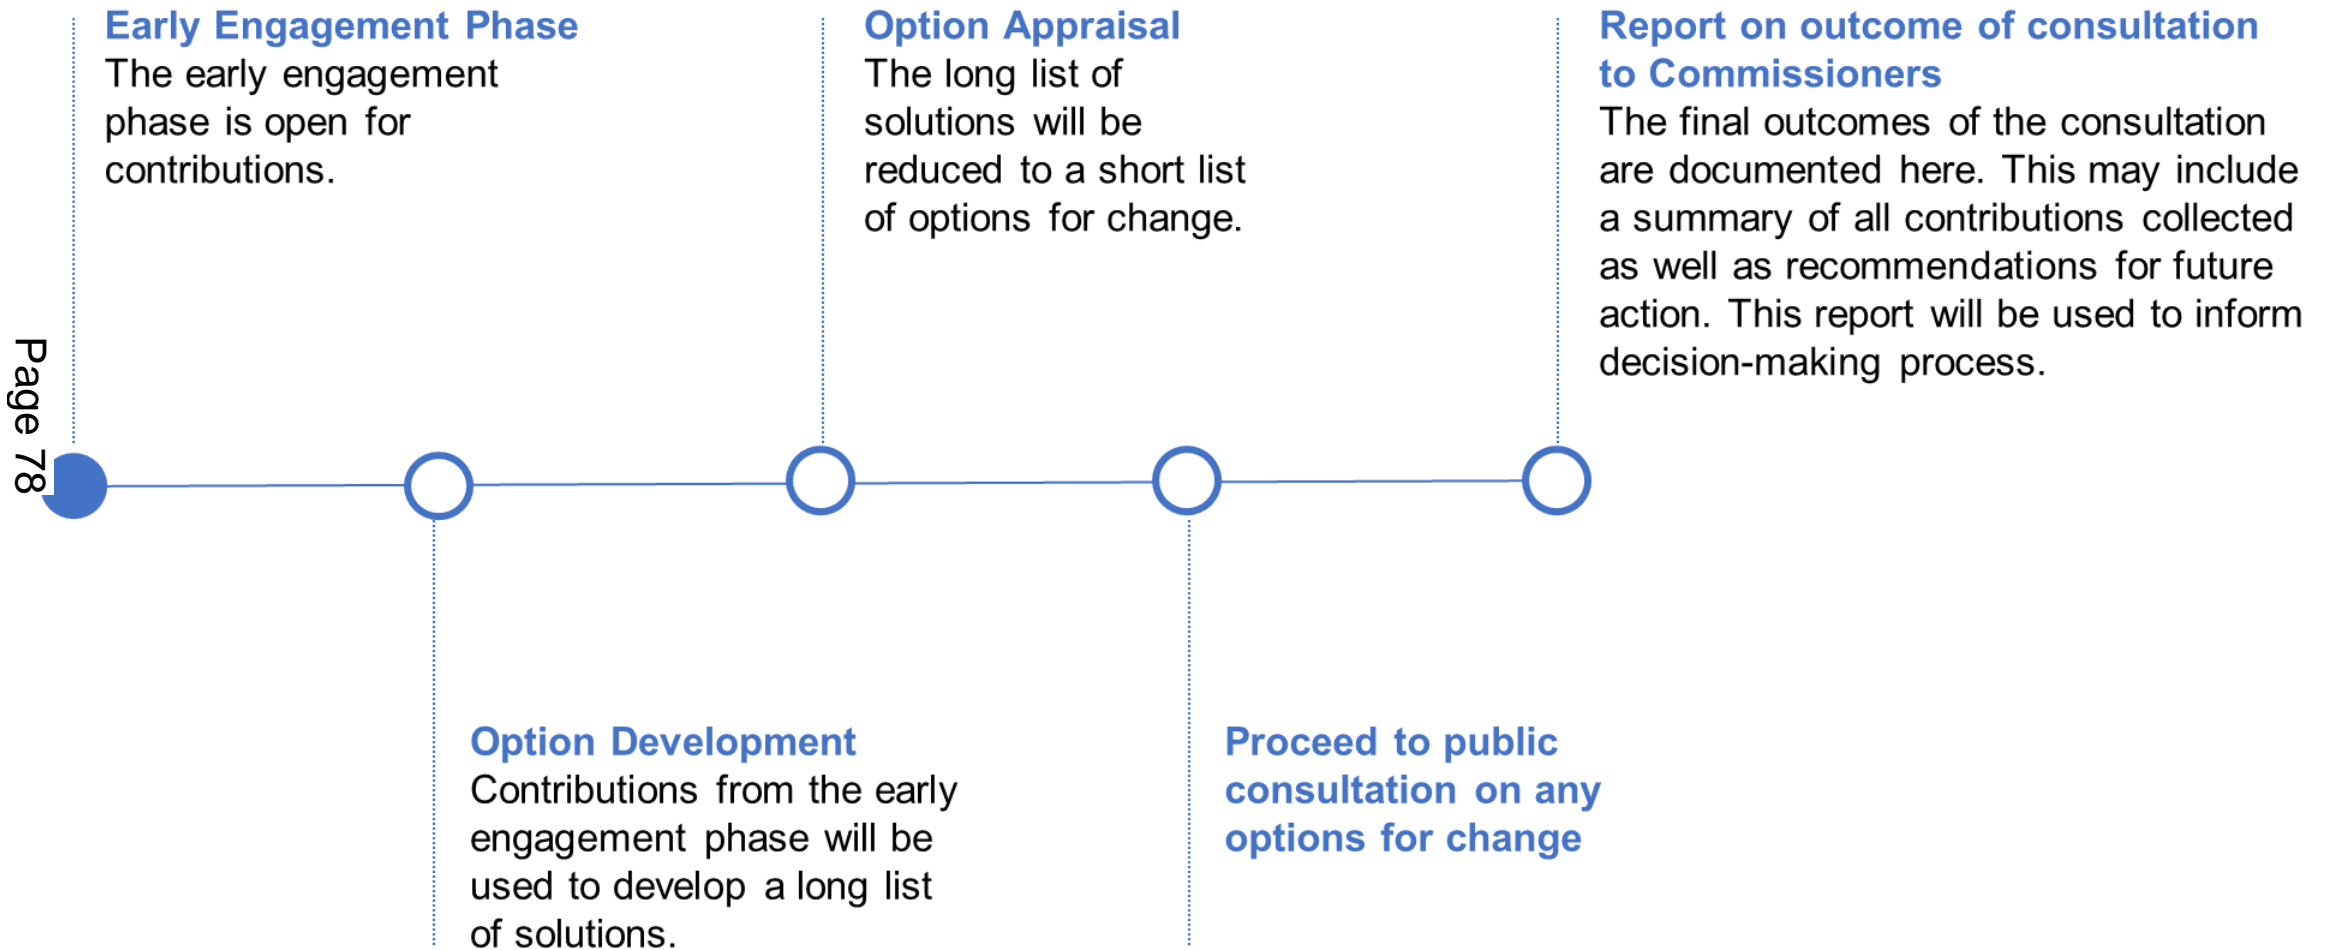 Early Engagement Phase
The early engagement
phase is open for
contributions.
Option Appraisal
The long list of
solutions will be
reduced to a short list
of options for change.
Report on outcome of consultation
to Commissioners
The final outcomes of the consultation
are documented here. This may include
a summary of all contributions collected
as well as recommendations for future
action. This report will be used to inform
decision-making process.
Page 78
Option Development
Contributions from the early
engagement phase will be
used to develop a long list
of solutions.
Proceed to public
consultation on any
options for change